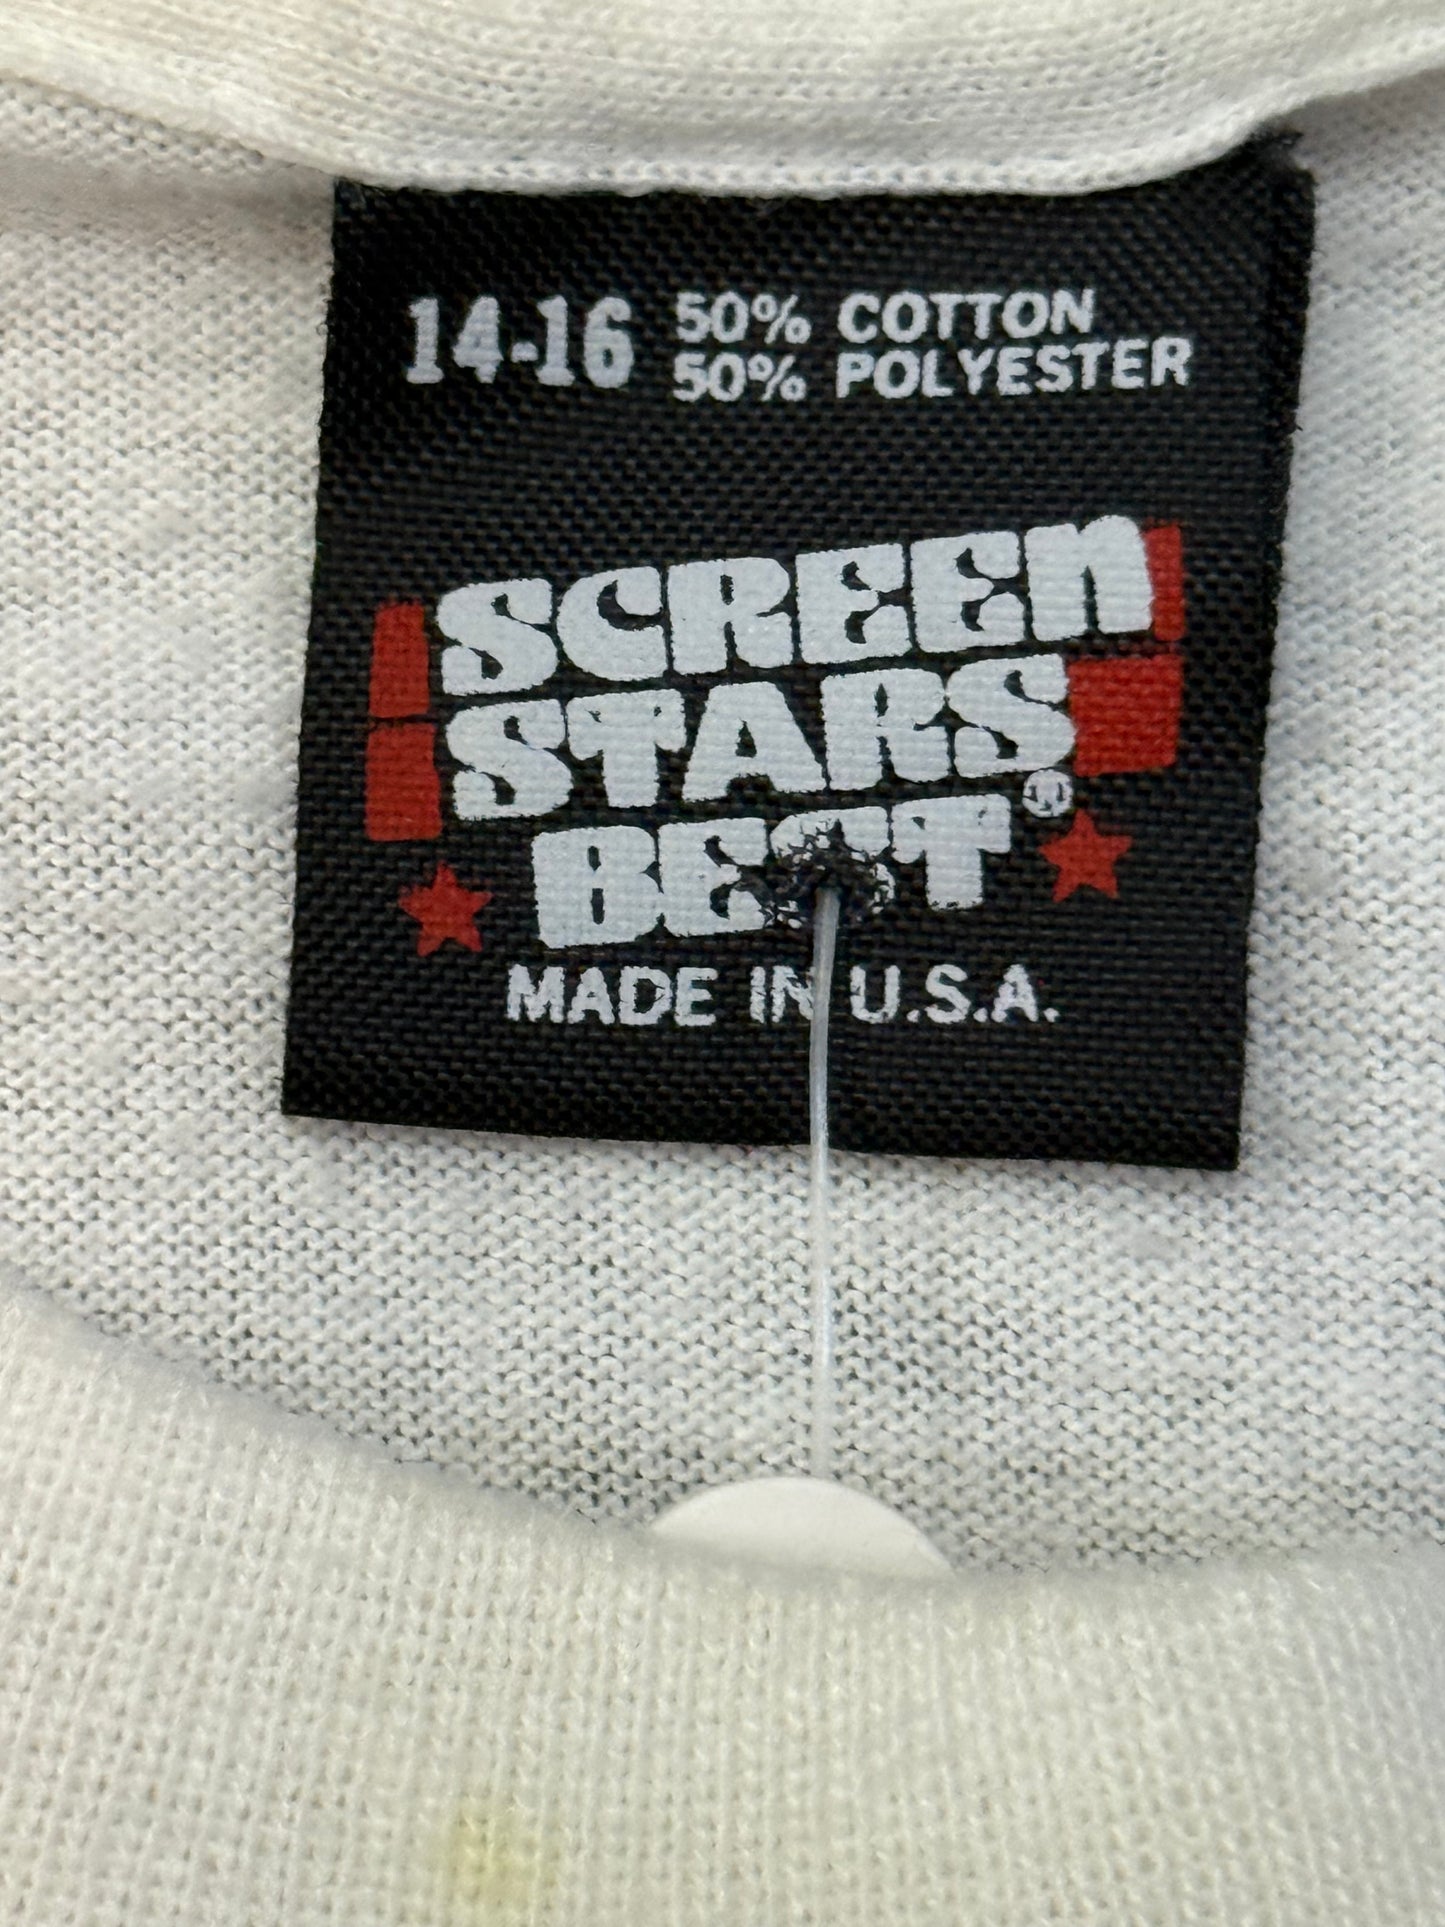 14-16 50% COTTON
50% POLYESTER
SCREEN
STARS
BEST®
MADE IN U.S.A.